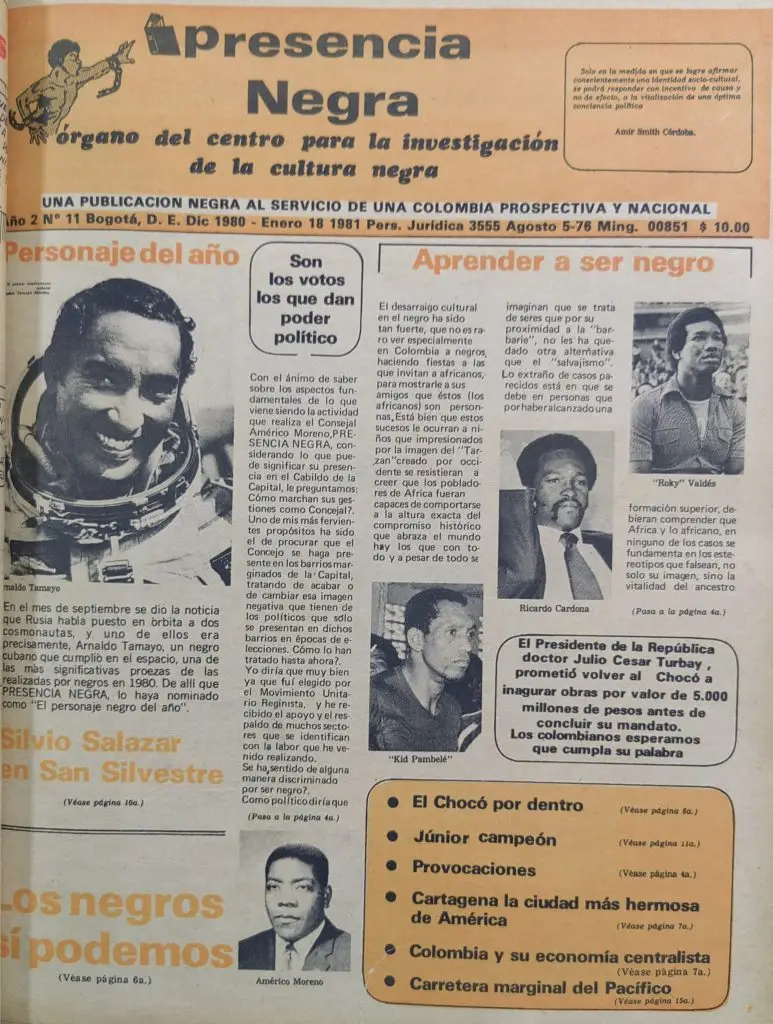 Presencia
Negra
órgano del centro para la investigación
de la cultura negra
Solo en la medida en que se logre afirmar
conscientemente una identidad socio-cultural,
se podrá responder con incentivo de causa y
no de efecto, a la vitalización de una óptima
conciencia política
Amir Smith Córdoba.
UNA PUBLICACION NEGRA AL SERVICIO DE UNA COLOMBIA PROSPECTIVA Y NACIONAL
Año 2 Nº 11 Bogotá, D. E. Dic 1980 - Enero 18 1981 Pers. Jurídica 3555 Agosto 5-76 Ming. 00851 $ 10.00
Personaje del año
naldo Tamayo
En el mes de septiembre se dio la noticia
que Rusia había puesto en órbita a dos
cosmonautas, y uno de ellos era
precisamente, Arnaldo Tamayo, un negro
cubano que cumplió en el espacio, una de
las más significativas proezas de las
realizadas por negros en 1980. De allí que
PRESENCIA NEGRA, lo haya nominado
como "El personaje negro del año".
Silvio Salazar
en San Silvestre
(Véase página 10a.)
Los negros
sí podemos
(Véase página 6a.)
Son
los votos
los que dan
poder
político
Con el ánimo de saber
sobre los aspectos fun-
damentales de lo que
viene siendo la actividad
que realiza el Consejal
Américo Moreno,PRE-
SENCIA NEGRA, con-
siderando lo que pue-
de significar su presen-
cia en el Cabildo de la
Capital, le preguntamos:
Cómo marchan sus ges-
tiones como Concejal?.
Uno de mis más fervien-
tes propósitos ha sido
el de procurar que el
Concejo se haga pre-
sente en los barrios mar-
ginados de la Capital,
tratando de acabar o
de cambiar esa imagen
negativa que tienen de
los políticos que sólo
se presentan en dichos
barrios en épocas de e-
lecciones. Cómo lo han
tratado hasta ahora?.
Yo diría que muy bien
ya que fuí elegido por
el Movimiento Unita-
rio Reginista, y he re-
cibido el apoyo y el res-
paldo de muchos secto-
res que se identifican
con la labor que he ve-
nido realizando.
Se ha sentido de alguna
manera discriminado
por ser negro?.
Como político diría que
(Pasa a la página 4a.)
Américo Moreno
Aprender a ser negro
El desarraigo cultural
en el negro ha sido
tan fuerte, que no es ra-
ro ver especialmente
en Colombia a negros,
haciendo fiestas a las
que invitan a africanos,
para mostrarle a sus
amigos que éstos (los
africanos) son person-
nas, Está bien que estos
sucesos le ocurran a ni-
ños que impresionados
por la imagen del "Tar-
zan"creado por occi-
dente se resistieran a
creer que los poblado-
res de Africa fueran
capaces de comportarse
a la altura exacta del
compromiso histórico
que abraza el mundo
hay los que con to-
do y a pesar de todo se
"Kid Pambelé"
imaginan que se trata
de seres que por su
proximidad a la "bar-
barie", no les ha que-
dado otra alternativa
que el "salvajismo".
Lo extraño de casos pa-
recidos está en que se
debe en personas que
por haber alcanzado una
Ricardo Cardona
"Roky" Valdés
formación superior, de-
bieran comprender que
Africa y lo africano, en
ninguno de los casos se
fundamenta en los este-
reotipos que falsean, no
solo su imagen, sino la
vitalidad del ancestro
(Pasa a la página 4a.)
El Presidente de la República
doctor Julio Cesar Turbay ,
prometió volver al Chocó a
inagurar obras por valor de 5.000
millones de pesos antes de
concluir su mandato.
Los colombianos esperamos
que cumpla su palabra
El Chocó por dentro (Véase página 8a.)
Júnior campeón (Véase página 11a.)
Provocaciones (Véase página 4a.)
Cartagena la ciudad más hermosa
de América (Véase página 7a.)
Colombia y su economía centralista
(Véase página 7a.)
Carretera marginal del Pacífico
(Véase página 15a.)